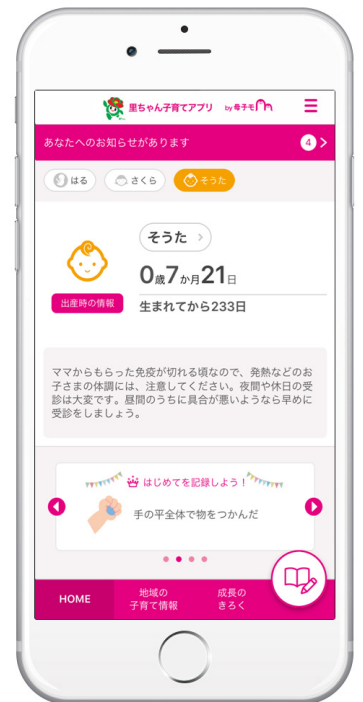 里ちゃん子育てアプリ by母子モ
あなたへのお知らせがあります 4
はる さくら そうた
そうた
0歳7か月21日
出産時の情報
生まれてから233日
ママからもらった免疫が切れる頃なので、発熱などのお
子さまの体調には、注意してください。夜間や休日の受
診は大変です。昼間のうちに具合が悪いようなら早めに
受診をしましょう。
はじめてを記録しよう！
手の平全体で物をつかんだ
HOME
地域の
子育て情報
成長の
きろく